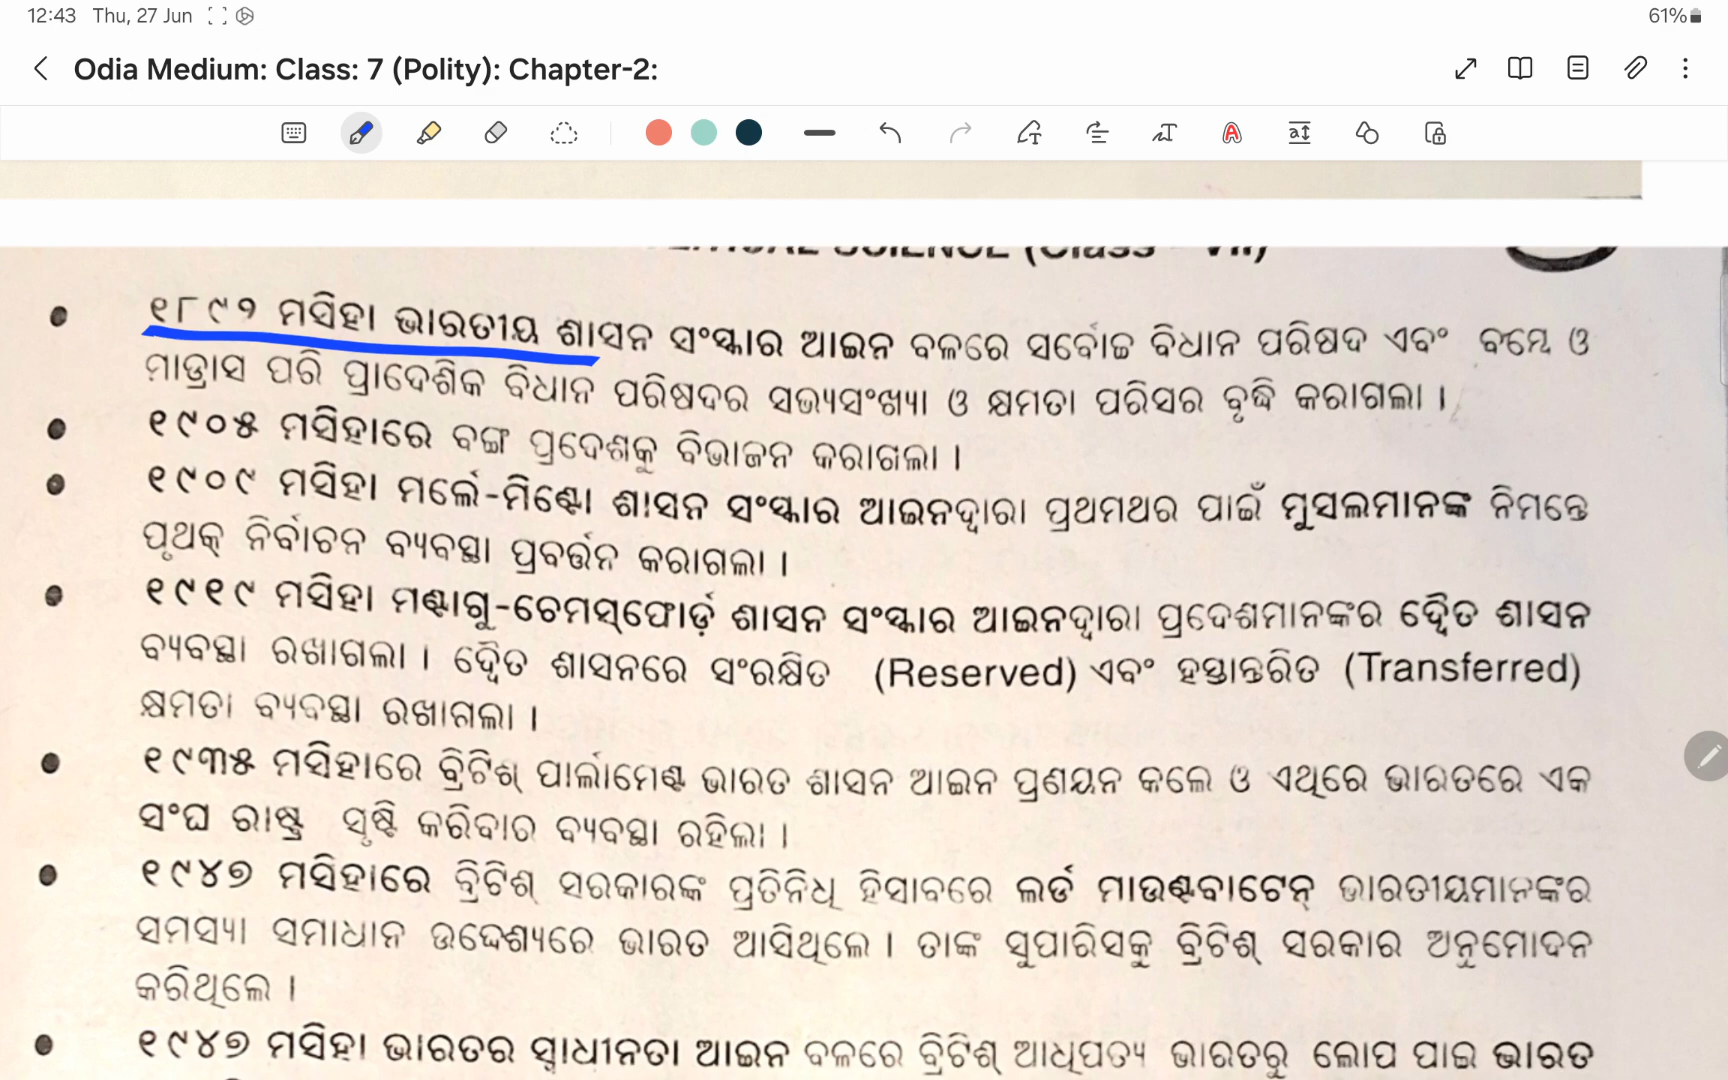 12:43 Thu, 27 Jun
61%
Odia Medium: Class: 7 (Polity): Chapter-2:
SCIENCE (Class - VII)
• ୧୮୯୨ ମସିହା ଭାରତୀୟ ଶାସନ ସଂସ୍କାର ଆଇନ ବଳରେ ସର୍ବୋଚ୍ଚ ବିଧାନ ପରିଷଦ ଏବଂ ବମ୍ବେ ଓ
ମାଡ୍ରାସ ପରି ପ୍ରାଦେଶିକ ବିଧାନ ପରିଷଦର ସଭ୍ୟସଂଖ୍ୟା ଓ କ୍ଷମତା ପରିସର ବୃଦ୍ଧି କରାଗଲା ।
• ୧୯୦୫ ମସିହାରେ ବଙ୍ଗ ପ୍ରଦେଶକୁ ବିଭାଜନ କରାଗଲା ।
• ୧୯୦୯ ମସିହା ମର୍ଲେ-ମିଣ୍ଟୋ ଶାସନ ସଂସ୍କାର ଆଇନଦ୍ୱାରା ପ୍ରଥମଥର ପାଇଁ ମୁସଲମାନଙ୍କ ନିମନ୍ତେ
ପୃଥକ୍ ନିର୍ବାଚନ ବ୍ୟବସ୍ଥା ପ୍ରବର୍ତ୍ତନ କରାଗଲା ।
• ୧୯୧୯ ମସିହା ମଣ୍ଟାଗୁ-ଚେମସ୍‌ଫୋର୍ଡ଼ ଶାସନ ସଂସ୍କାର ଆଇନଦ୍ୱାରା ପ୍ରଦେଶମାନଙ୍କର ଦ୍ୱୈତ ଶାସନ
ବ୍ୟବସ୍ଥା ରଖାଗଲା । ଦ୍ୱୈତ ଶାସନରେ ସଂରକ୍ଷିତ (Reserved) ଏବଂ ହସ୍ତାନ୍ତରିତ (Transferred)
କ୍ଷମତା ବ୍ୟବସ୍ଥା ରଖାଗଲା ।
• ୧୯୩୫ ମସିହାରେ ବ୍ରିଟିଶ୍ ପାର୍ଲାମେଣ୍ଟ ଭାରତ ଶାସନ ଆଇନ ପ୍ରଣୟନ କଲେ ଓ ଏଥିରେ ଭାରତରେ ଏକ
ସଂଘ ରାଷ୍ଟ୍ର ସୃଷ୍ଟି କରିବାର ବ୍ୟବସ୍ଥା ରହିଲା ।
• ୧୯୪୭ ମସିହାରେ ବ୍ରିଟିଶ୍ ସରକାରଙ୍କ ପ୍ରତିନିଧି ହିସାବରେ ଲର୍ଡ ମାଉଣ୍ଟବାଟେନ୍ ଭାରତୀୟମାନଙ୍କର
ସମସ୍ୟା ସମାଧାନ ଉଦ୍ଦେଶ୍ୟରେ ଭାରତ ଆସିଥିଲେ । ତାଙ୍କ ସୁପାରିସକୁ ବ୍ରିଟିଶ୍ ସରକାର ଅନୁମୋଦନ
କରିଥିଲେ ।
• ୧୯୪୭ ମସିହା ଭାରତର ସ୍ୱାଧୀନତା ଆଇନ ବଳରେ ବ୍ରିଟିଶ୍ ଆଧିପତ୍ୟ ଭାରତରୁ ଲୋପ ପାଇ ଭାରତ